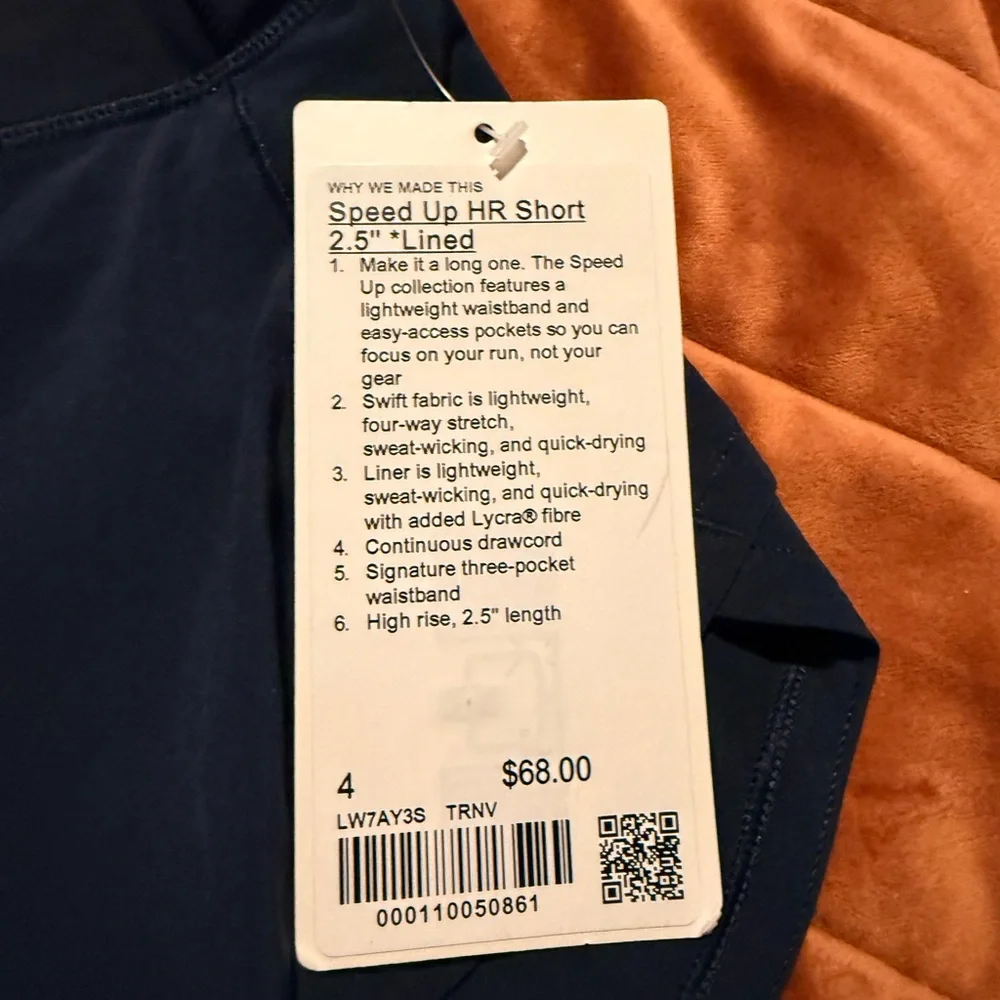 WHY WE MADE THIS
Speed Up HR Short
2.5" *Lined
1. Make it a long one. The Speed
Up collection features a
lightweight waistband and
easy-access pockets so you can
focus on your run, not your
gear
2. Swift fabric is lightweight,
four-way stretch,
sweat-wicking, and quick-drying
3. Liner is lightweight,
sweat-wicking, and quick-drying
with added Lycra® fibre
4. Continuous drawcord
5. Signature three-pocket
waistband
6. High rise, 2.5" length
4 $68.00
LW7AY3S TRNV
000110050861